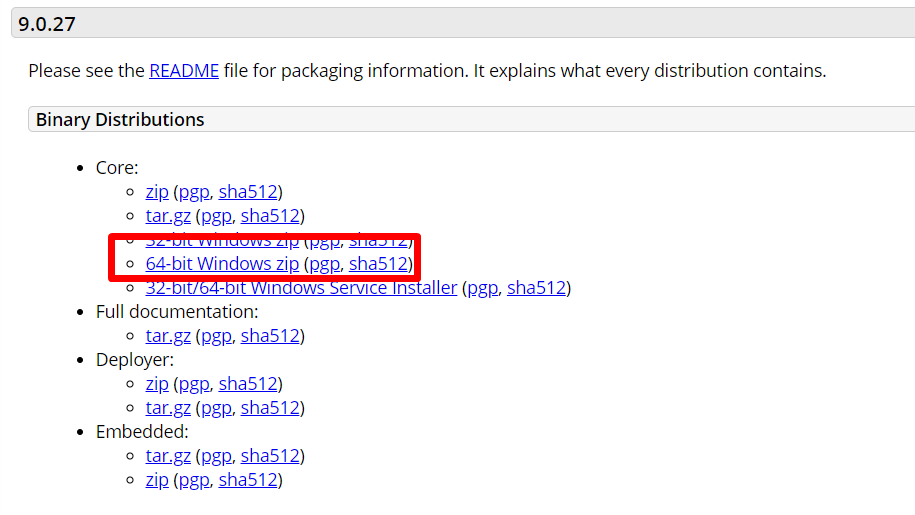 9.0.27
Please see the README file for packaging information. It explains what every distribution contains.
Binary Distributions
Core:
zip (pgp, sha512)
tar.gz (pgp, sha512)
32-bit Windows zip (pgp, sha512)
64-bit Windows zip (pgp, sha512)
32-bit/64-bit Windows Service Installer (pgp, sha512)
Full documentation:
tar.gz (pgp, sha512)
Deployer:
zip (pgp, sha512)
tar.gz (pgp, sha512)
Embedded:
tar.gz (pgp, sha512)
zip (pgp, sha512)